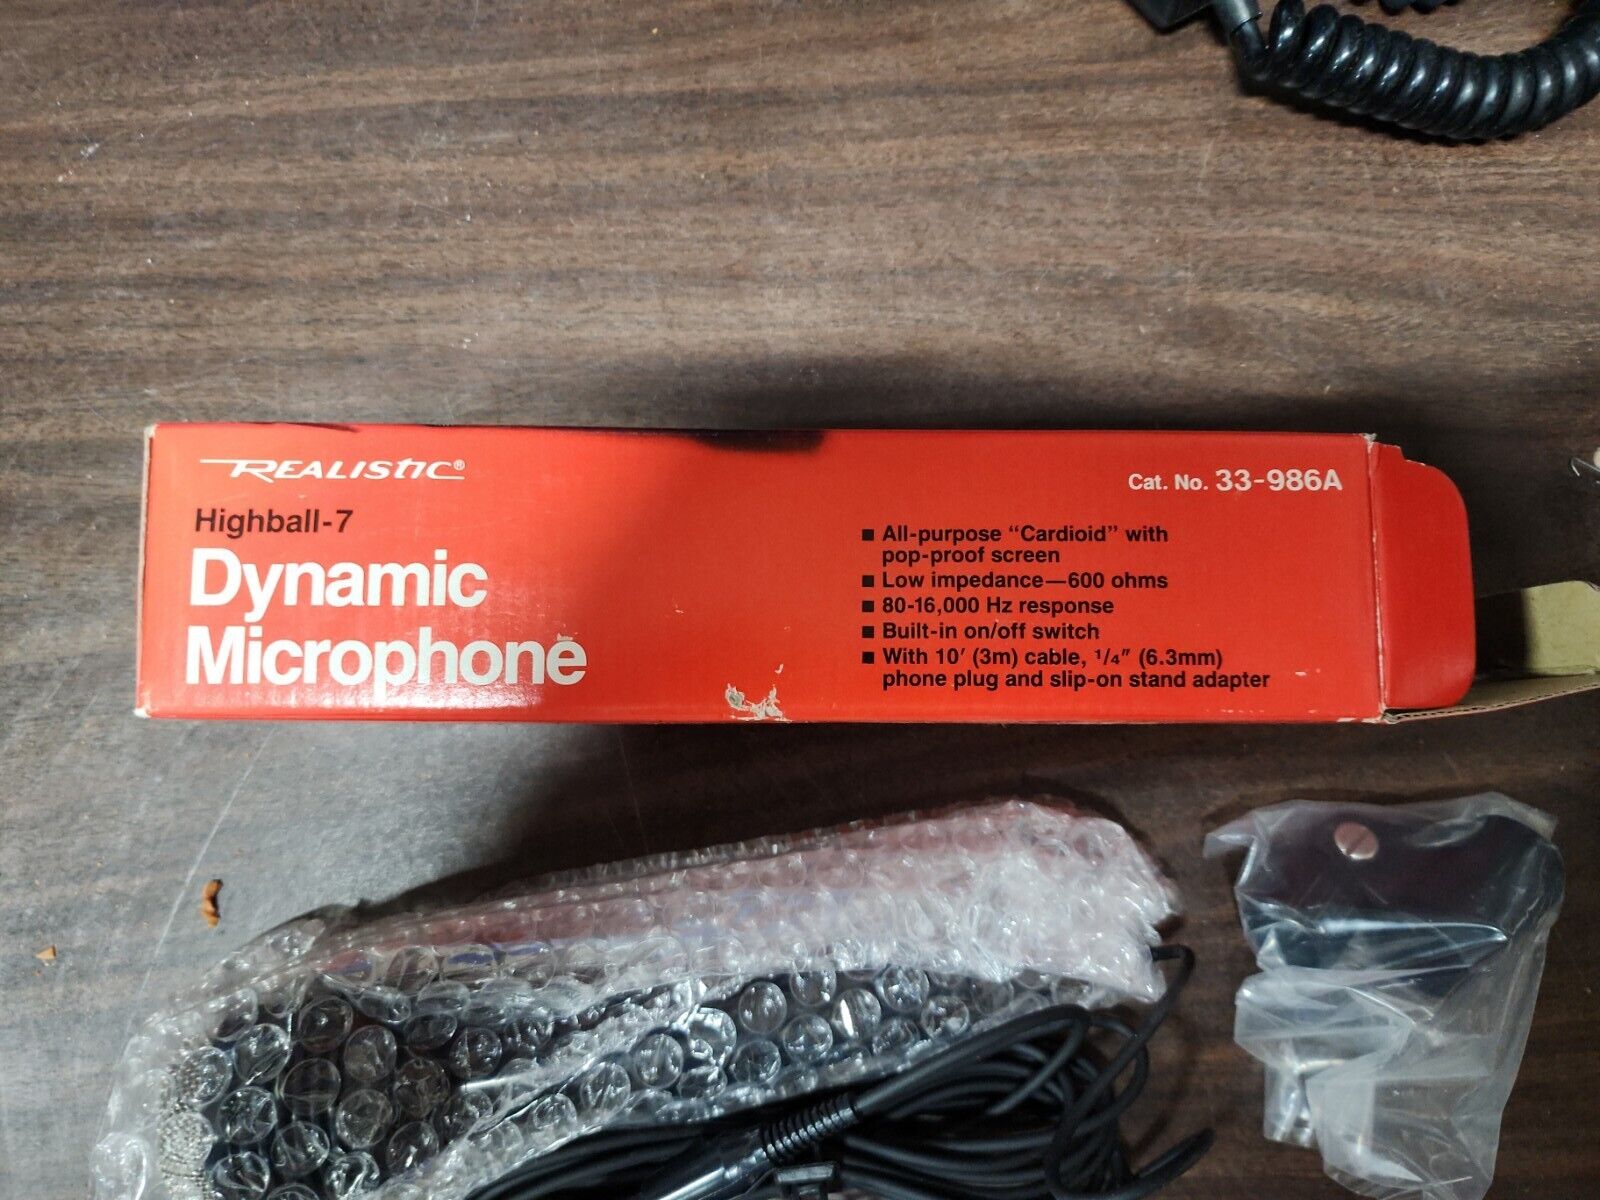 REALISTIC®
Highball-7
Dynamic
Microphone
Cat. No. 33-986A
■ All-purpose “Cardioid” with
pop-proof screen
■ Low impedance—600 ohms
■ 80-16,000 Hz response
■ Built-in on/off switch
■ With 10′ (3m) cable, 1/4″ (6.3mm)
phone plug and slip-on stand adapter